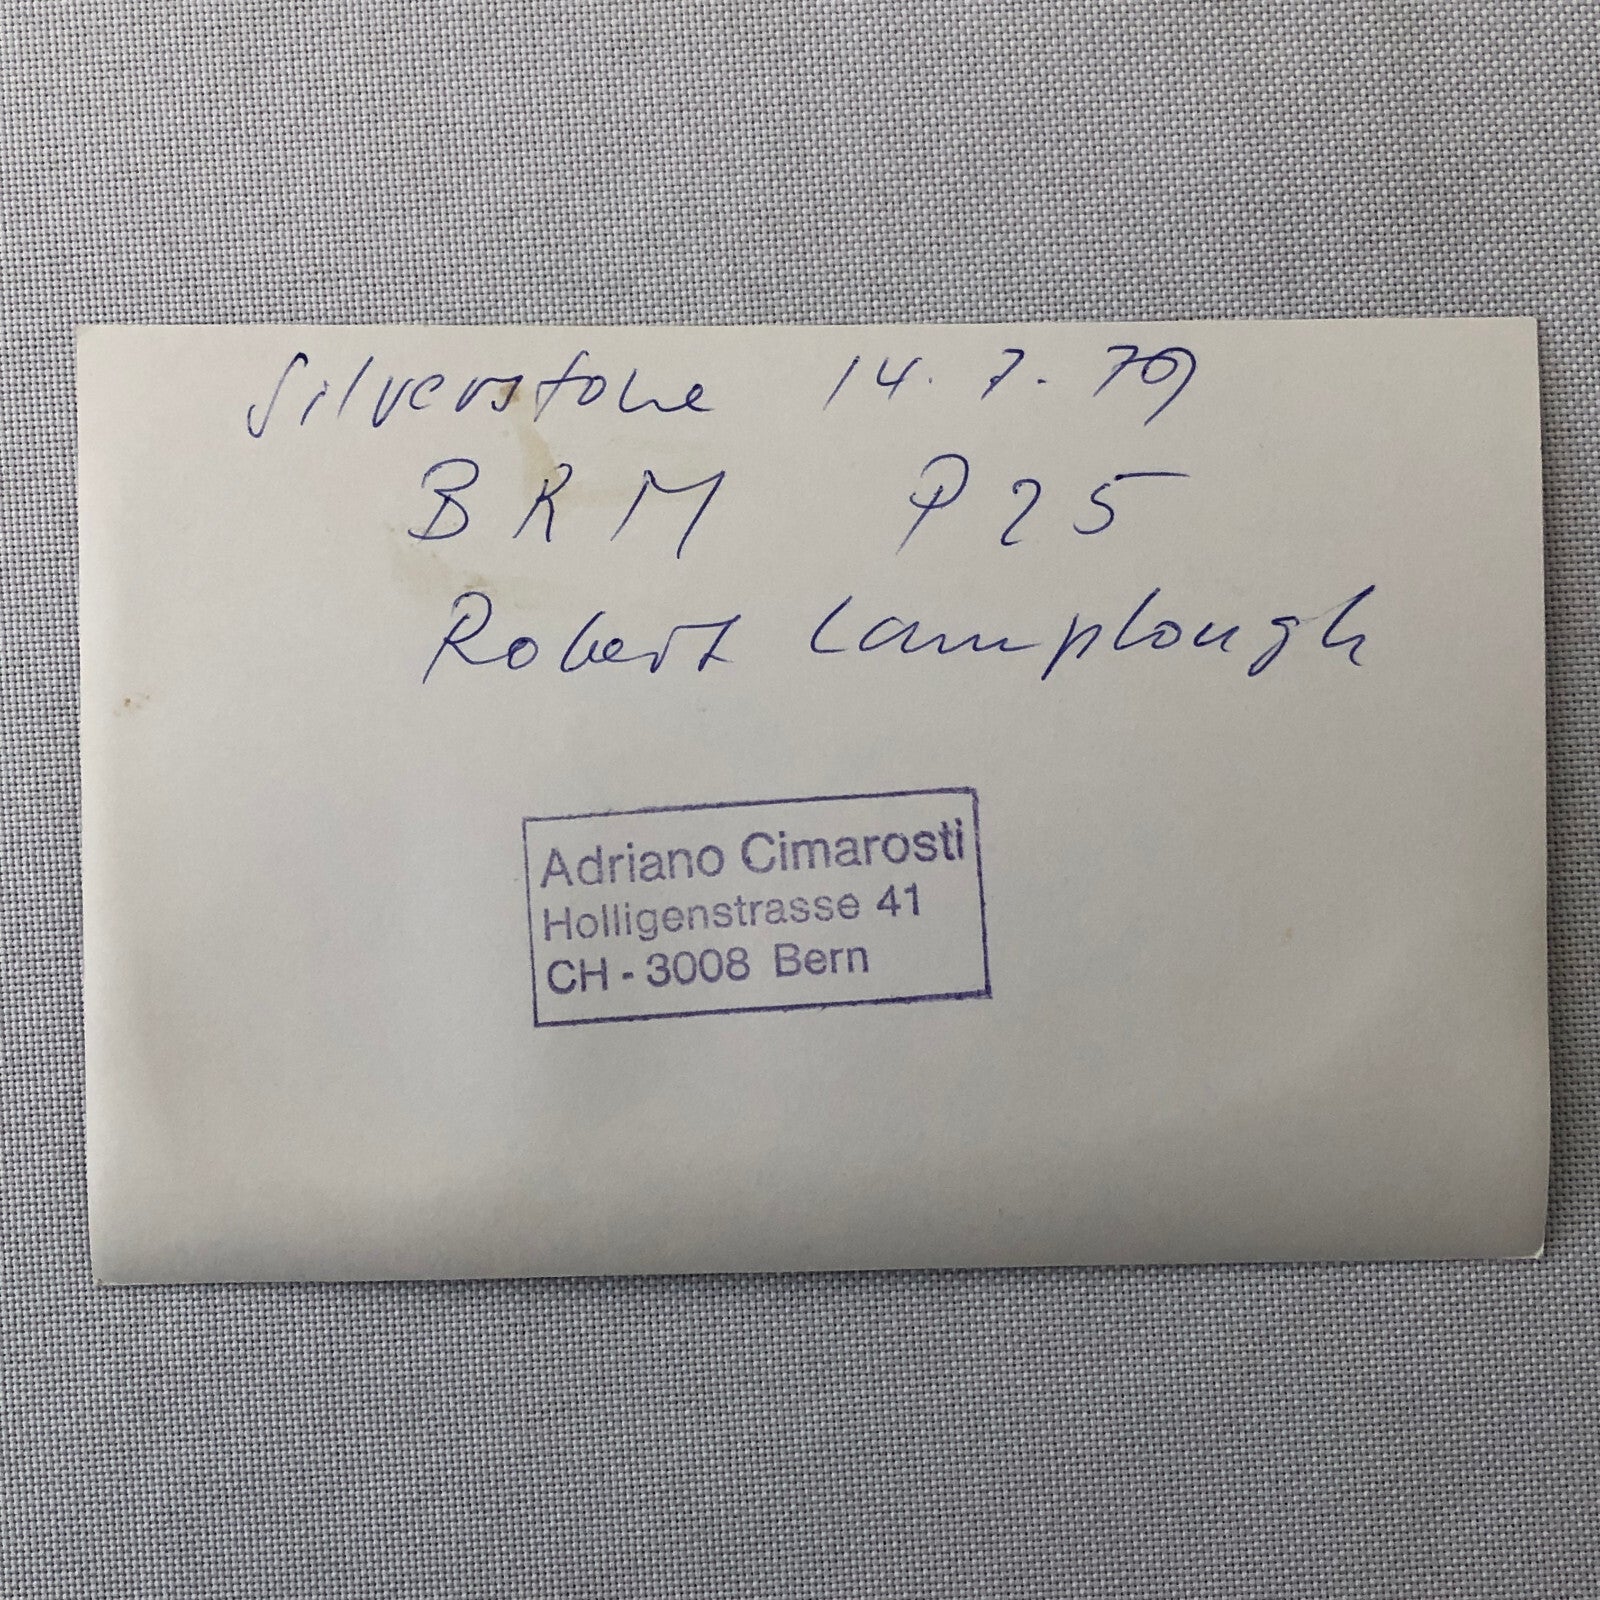 Silverstone 14.7.79
BRM P25
Robert Lamplough
Adriano Cimarosti
Holligenstrasse 41
CH - 3008 Bern